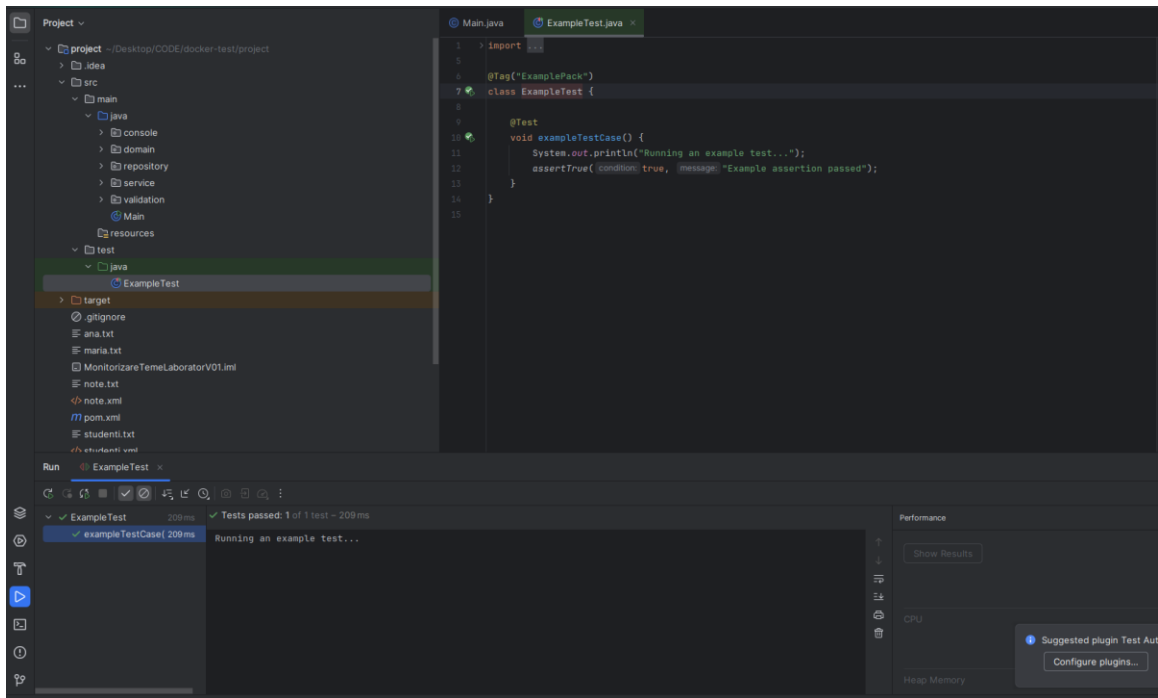 Project
project ~/Desktop/CODE/docker-test/project
.idea
src
main
java
console
domain
repository
service
validation
Main
resources
test
java
ExampleTest
target
.gitignore
ana.txt
maria.txt
MonitorizareTemeLaboratorV01.iml
note.txt
note.xml
pom.xml
studenti.txt
studenti.xml
Main.java ExampleTest.java
1 import ...
5
6 @Tag("ExamplePack")
7 class ExampleTest {
8
9 @Test
10 void exampleTestCase() {
11 System.out.println("Running an example test...");
12 assertTrue( condition: true, message: "Example assertion passed");
13 }
14 }
15
Run ExampleTest
ExampleTest 209 ms
exampleTestCase( 209 ms
Tests passed: 1 of 1 test – 209 ms
Running an example test...
Performance
Show Results
CPU
Heap Memory
Suggested plugin Test Aut
Configure plugins...